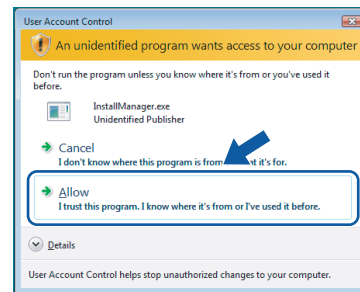 User Account Control
An unidentified program wants access to your computer
Don't run the program unless you know where it's from or you've used it
before.
InstallManager.exe
Unidentified Publisher
Cancel
I don't know where this program is from it's for.
Allow
I trust this program. I know where it's from or I've used it before.
Details
User Account Control helps stop unauthorized changes to your computer.